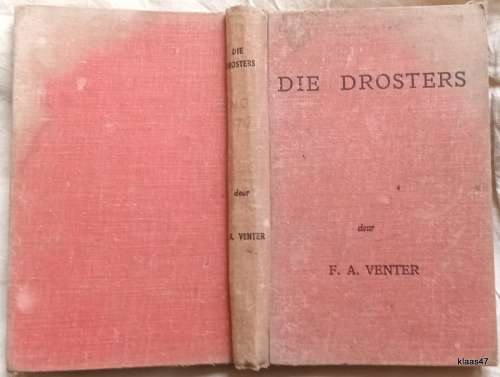 DIE
DROSTERS
deur
A. VENTER
DIE DROSTERS
deur
F. A. VENTER
klaas47